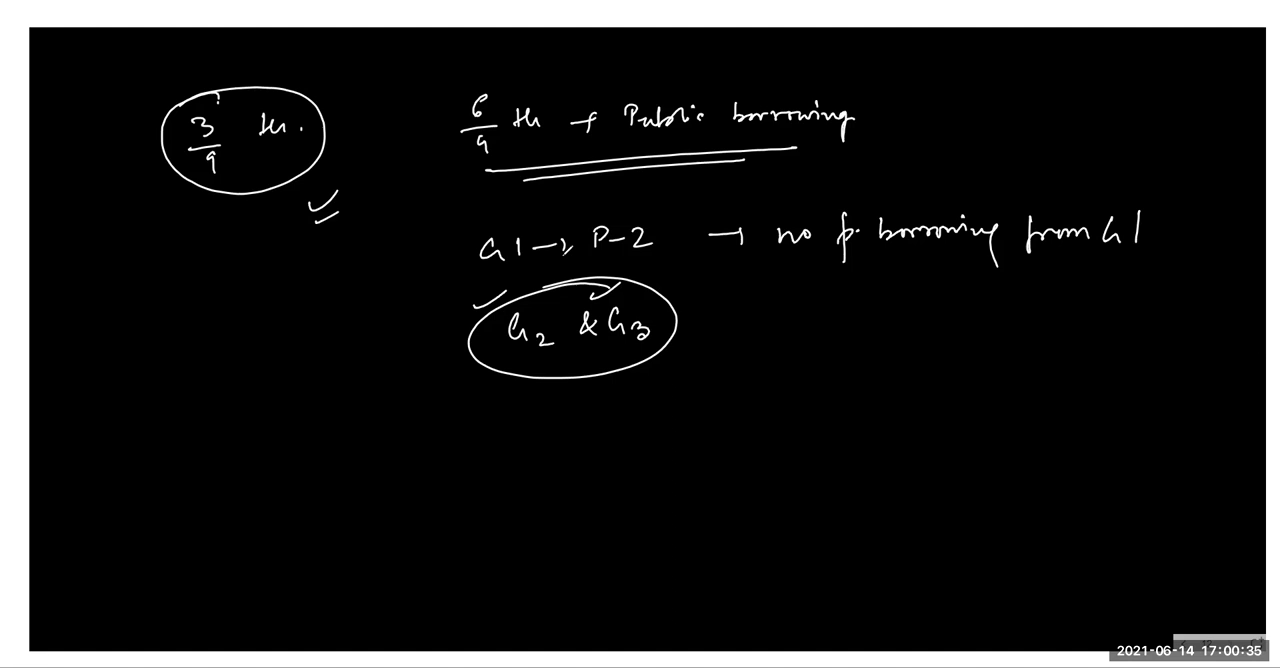 3/9 th.
6/9 th → Public borrowing
G1 → P-2 → no p. borrowing from G1
G2 & G3
2021-06-14 17:00:35